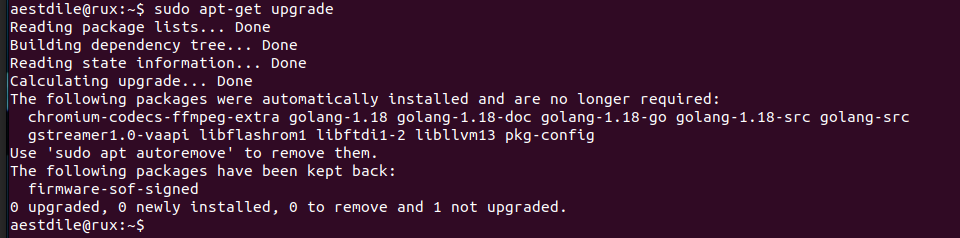 aestdile@rux:~$ sudo apt-get upgrade
Reading package lists... Done
Building dependency tree... Done
Reading state information... Done
Calculating upgrade... Done
The following packages were automatically installed and are no longer required:
  chromium-codecs-ffmpeg-extra golang-1.18 golang-1.18-doc golang-1.18-go golang-1.18-src golang-src
  gstreamer1.0-vaapi libflashrom1 libftdi1-2 libllvm13 pkg-config
Use 'sudo apt autoremove' to remove them.
The following packages have been kept back:
  firmware-sof-signed
0 upgraded, 0 newly installed, 0 to remove and 1 not upgraded.
aestdile@rux:~$